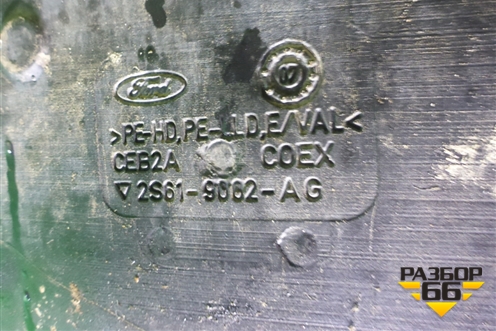 Ford
>PE-HD,PE-LLD,E/VAL<
CEB2A COEX
2S61-9002-AG
РАЗБОР
66